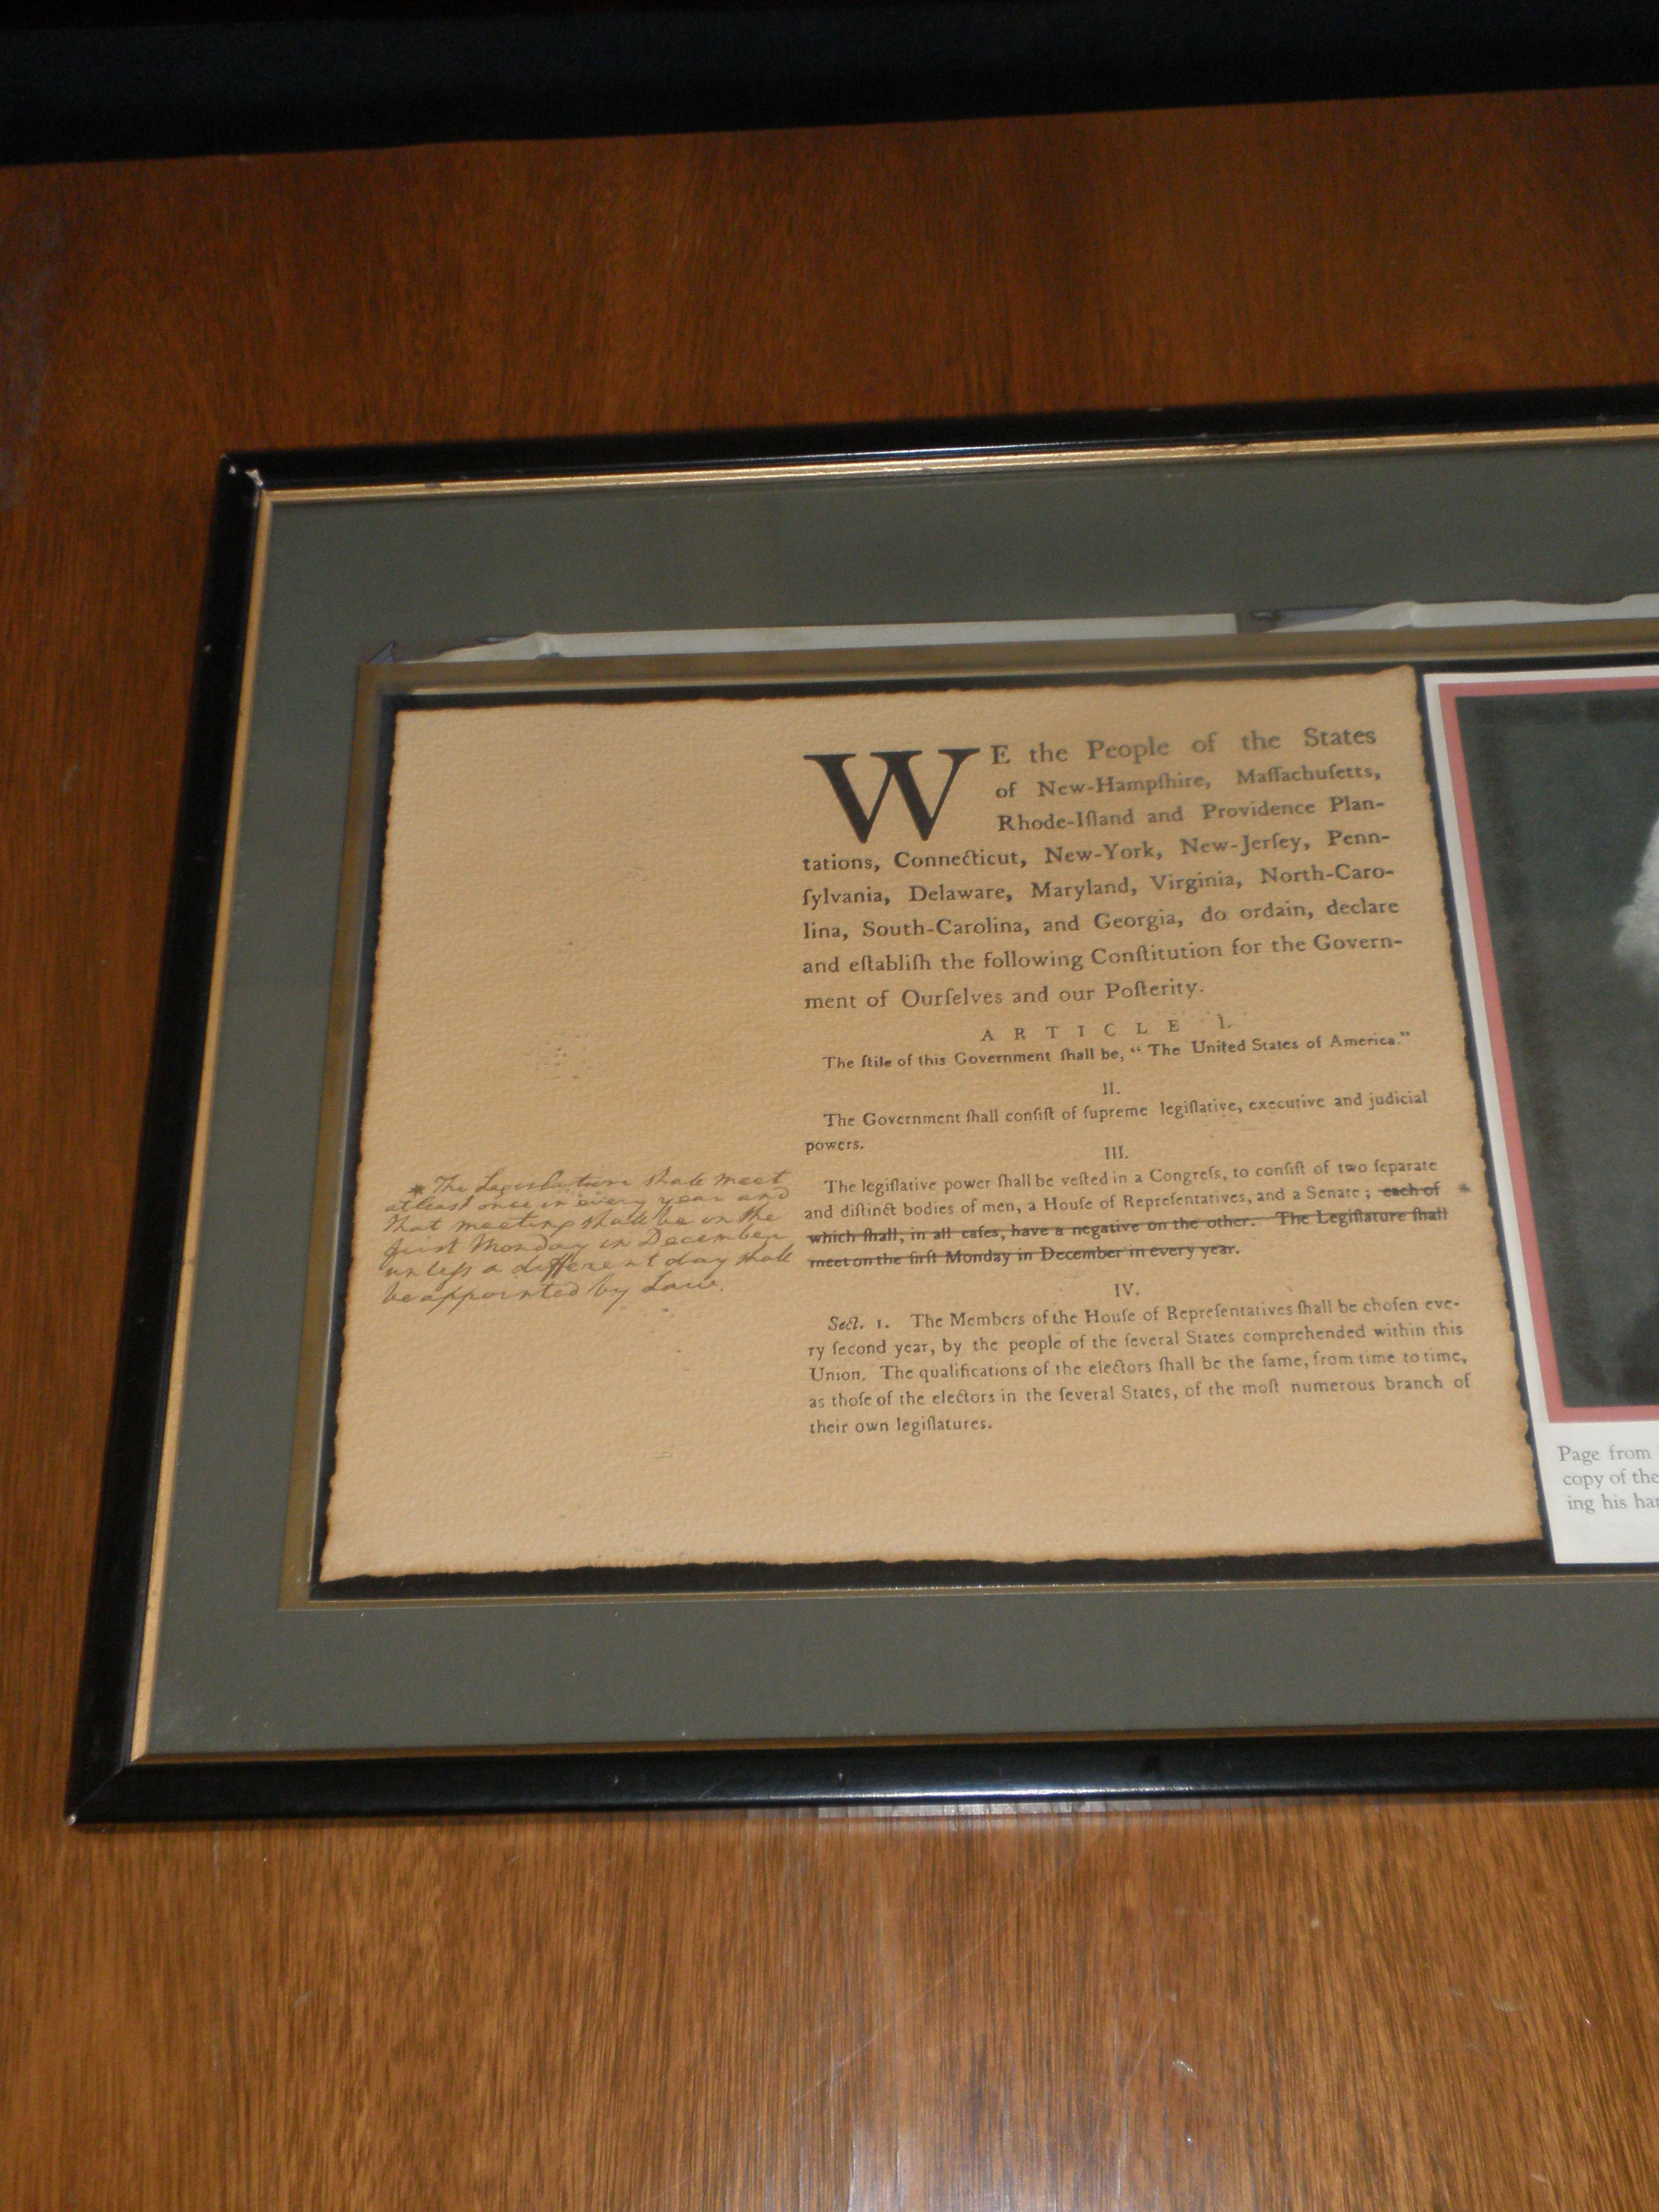 WE the People of the States
of New-Hampſhire, Maſſachuſetts,
Rhode-Iſland and Providence Plan-
tations, Connecticut, New-York, New-Jerſey, Penn-
ſylvania, Delaware, Maryland, Virginia, North-Caro-
lina, South-Carolina, and Georgia, do ordain, declare
and eſtabliſh the following Conſtitution for the Govern-
ment of Ourſelves and our Poſterity.
ARTICLE I.
The ſtile of this Government ſhall be, “ The United States of America.”
II.
The Government ſhall conſiſt of ſupreme legiſlative, executive and judicial
powers.
III.
The legiſlative power ſhall be veſted in a Congreſs, to conſiſt of two ſeparate
and diſtinct bodies of men, a Houſe of Repreſentatives, and a Senate ; each of *
which ſhall, in all caſes, have a negative on the other. The Legiſlature ſhall
meet on the firſt Monday in December in every year.
IV.
Sect. 1. The Members of the Houſe of Repreſentatives ſhall be choſen eve-
ry ſecond year, by the people of the ſeveral States comprehended within this
Union. The qualifications of the electors ſhall be the ſame, from time to time,
as thoſe of the electors in the ſeveral States, of the moſt numerous branch of
their own legiſlatures.
* The Legislature shall meet
at least once in every year and
that meeting shall be on the
first Monday in December
unless a different day shall
be appointed by Law.
Page from
copy of the
ing his